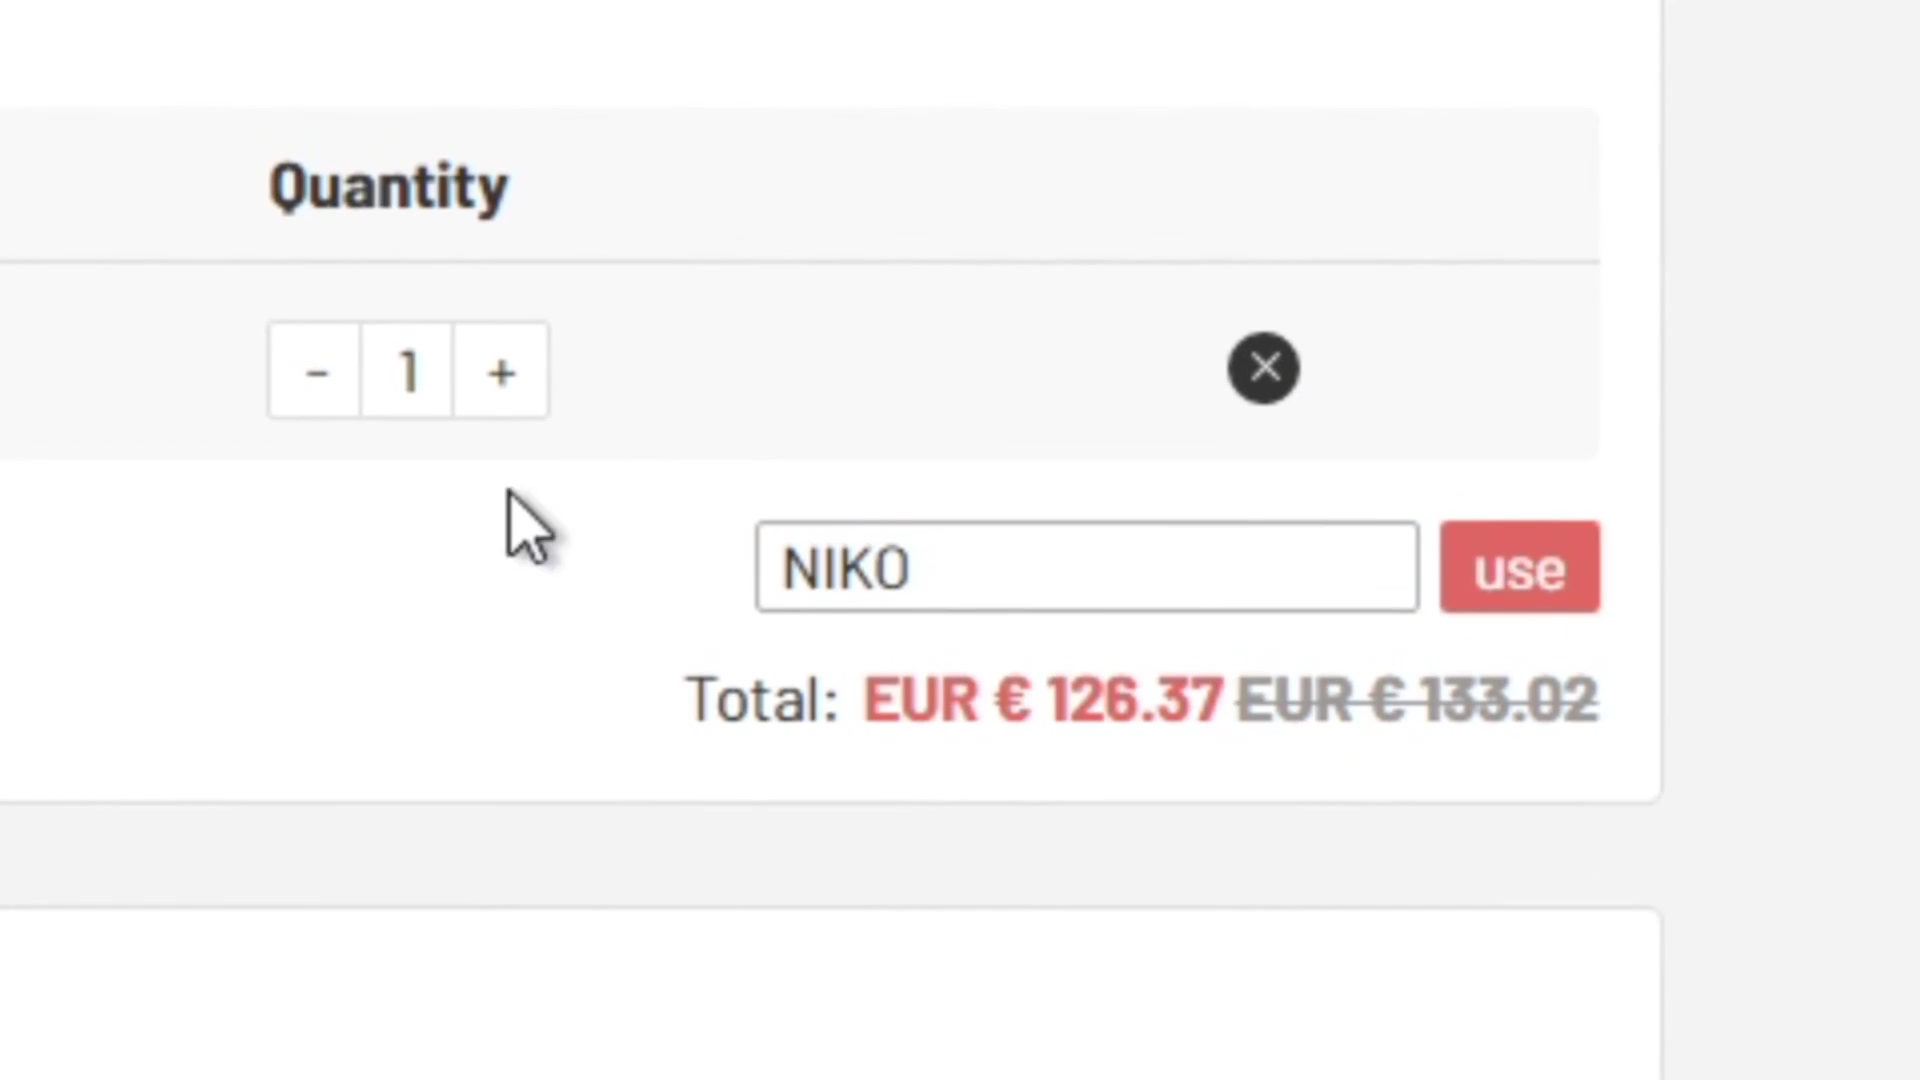 Quantity
- 1 +
NIKO use
Total: EUR € 126.37 EUR € 133.02